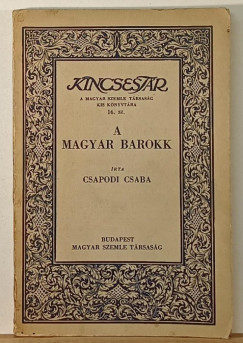 KINCSESTÁR
A MAGYAR SZEMLE TÁRSASÁG
KIS KÖNYVTÁRA
16. sz.
A
MAGYAR BAROKK
ÍRTA
CSAPODI CSABA
BUDAPEST
MAGYAR SZEMLE TÁRSASÁG